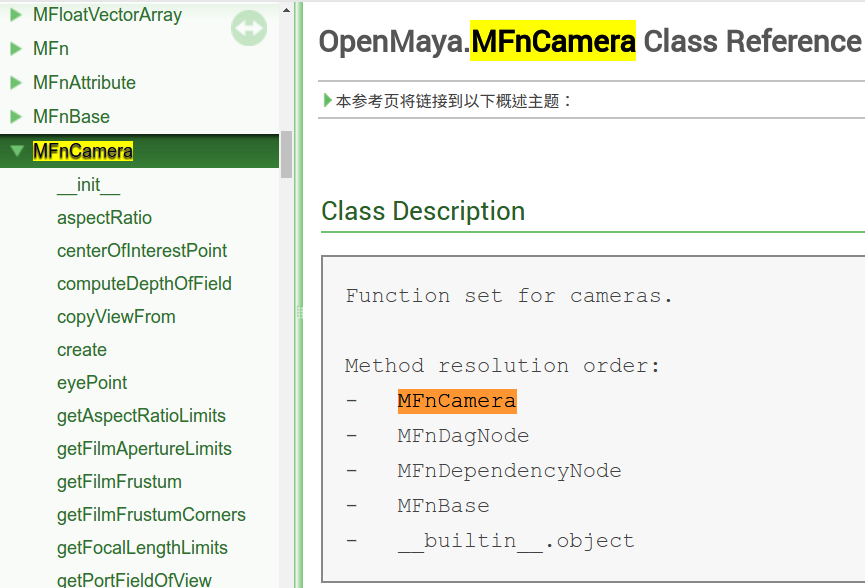 MFloatVectorArray
MFn
MFnAttribute
MFnBase
MFnCamera
__init__
aspectRatio
centerOfInterestPoint
computeDepthOfField
copyViewFrom
create
eyePoint
getAspectRatioLimits
getFilmApertureLimits
getFilmFrustum
getFilmFrustumCorners
getFocalLengthLimits
getPortFieldOfView
OpenMaya.MFnCamera Class Reference
本参考页将链接到以下概述主题：
Class Description
Function set for cameras.
Method resolution order:
- MFnCamera
- MFnDagNode
- MFnDependencyNode
- MFnBase
- __builtin__.object